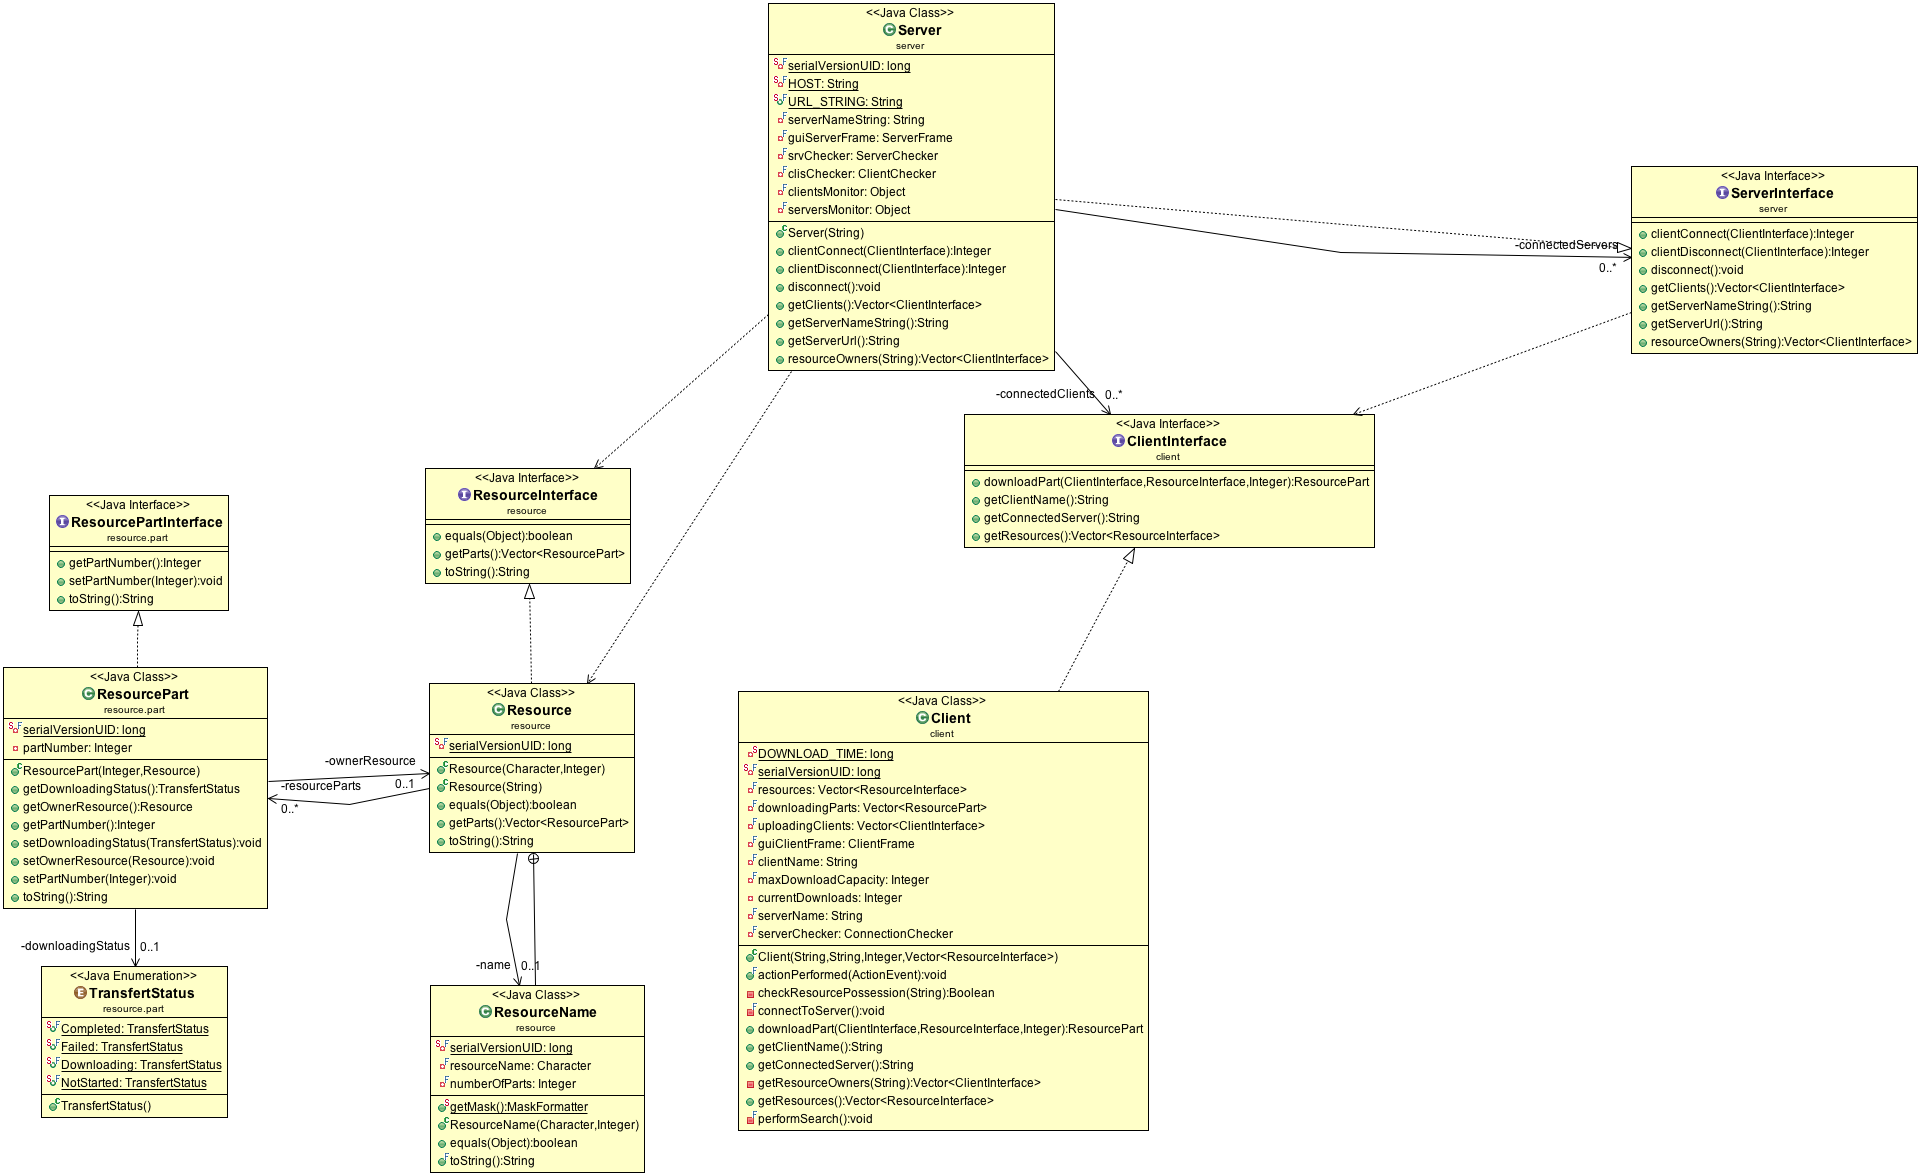 <<Java Class>>
Server
server
serialVersionUID: long
HOST: String
URL_STRING: String
serverNameString: String
guiServerFrame: ServerFrame
srvChecker: ServerChecker
clisChecker: ClientChecker
clientsMonitor: Object
serversMonitor: Object
Server(String)
clientConnect(ClientInterface):Integer
clientDisconnect(ClientInterface):Integer
disconnect():void
getClients():Vector<ClientInterface>
getServerNameString():String
getServerUrl():String
resourceOwners(String):Vector<ClientInterface>
<<Java Interface>>
ServerInterface
server
clientConnect(ClientInterface):Integer
clientDisconnect(ClientInterface):Integer
disconnect():void
getClients():Vector<ClientInterface>
getServerNameString():String
getServerUrl():String
resourceOwners(String):Vector<ClientInterface>
-connectedServers
0..*
-connectedClients
0..*
<<Java Interface>>
ClientInterface
client
downloadPart(ClientInterface,ResourceInterface,Integer):ResourcePart
getClientName():String
getConnectedServer():String
getResources():Vector<ResourceInterface>
<<Java Interface>>
ResourceInterface
resource
equals(Object):boolean
getParts():Vector<ResourcePart>
toString():String
<<Java Interface>>
ResourcePartInterface
resource.part
getPartNumber():Integer
setPartNumber(Integer):void
toString():String
<<Java Class>>
ResourcePart
resource.part
serialVersionUID: long
partNumber: Integer
ResourcePart(Integer,Resource)
getDownloadingStatus():TransfertStatus
getOwnerResource():Resource
getPartNumber():Integer
setDownloadingStatus(TransfertStatus):void
setOwnerResource(Resource):void
setPartNumber(Integer):void
toString():String
-ownerResource
0..1
-resourceParts
0..*
<<Java Class>>
Resource
resource
serialVersionUID: long
Resource(Character,Integer)
Resource(String)
equals(Object):boolean
getParts():Vector<ResourcePart>
toString():String
<<Java Class>>
Client
client
DOWNLOAD_TIME: long
serialVersionUID: long
resources: Vector<ResourceInterface>
downloadingParts: Vector<ResourcePart>
uploadingClients: Vector<ClientInterface>
guiClientFrame: ClientFrame
clientName: String
maxDownloadCapacity: Integer
currentDownloads: Integer
serverName: String
serverChecker: ConnectionChecker
Client(String,String,Integer,Vector<ResourceInterface>)
actionPerformed(ActionEvent):void
checkResourcePossession(String):Boolean
connectToServer():void
downloadPart(ClientInterface,ResourceInterface,Integer):ResourcePart
getClientName():String
getConnectedServer():String
getResourceOwners(String):Vector<ClientInterface>
getResources():Vector<ResourceInterface>
performSearch():void
-downloadingStatus
0..1
<<Java Enumeration>>
TransfertStatus
resource.part
Completed: TransfertStatus
Failed: TransfertStatus
Downloading: TransfertStatus
NotStarted: TransfertStatus
TransfertStatus()
-name
0..1
<<Java Class>>
ResourceName
resource
serialVersionUID: long
resourceName: Character
numberOfParts: Integer
getMask():MaskFormatter
ResourceName(Character,Integer)
equals(Object):boolean
toString():String